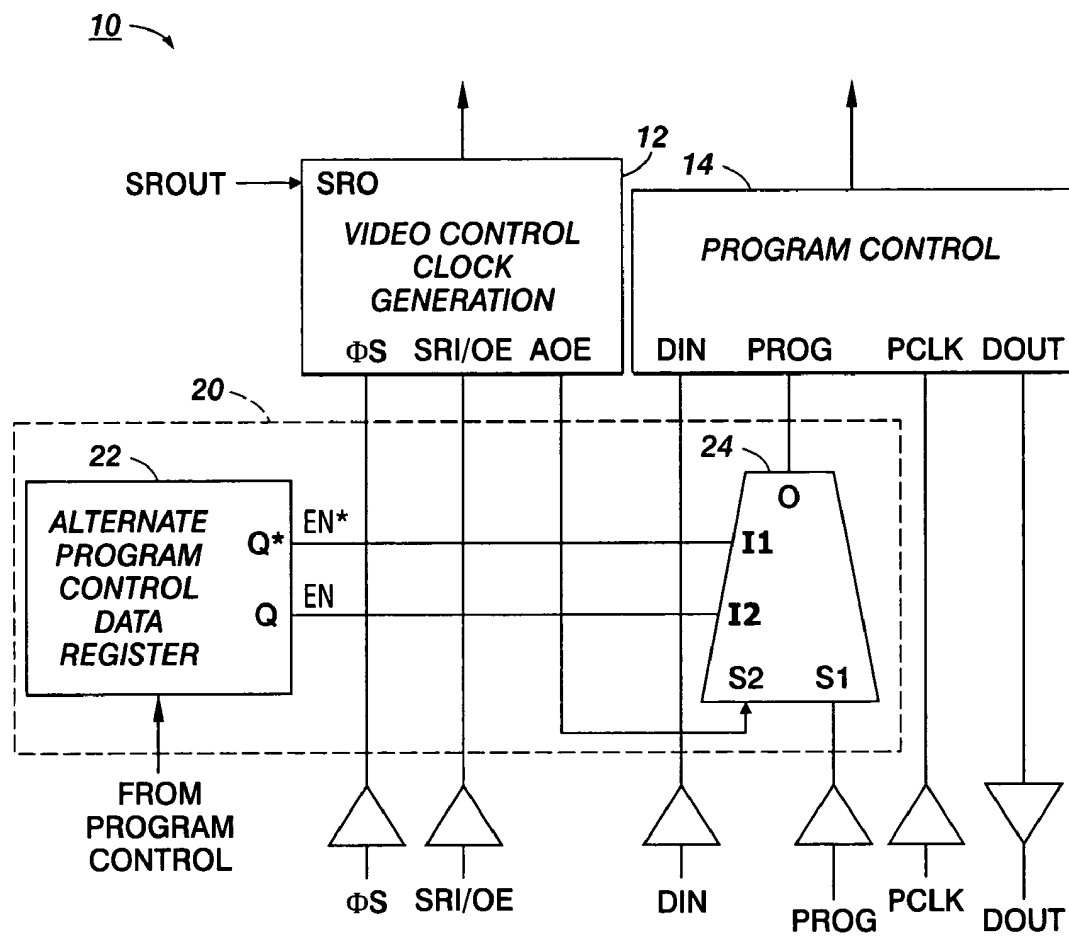 10
12
14
SROUT
SRO
VIDEO CONTROL
CLOCK
GENERATION
ΦS SRI/OE AOE
PROGRAM CONTROL
DIN PROG PCLK DOUT
20
22
ALTERNATE
PROGRAM
CONTROL
DATA
REGISTER
Q*
Q
EN*
EN
24
O
I1
I2
S2 S1
FROM
PROGRAM
CONTROL
ΦS SRI/OE DIN PROG PCLK DOUT